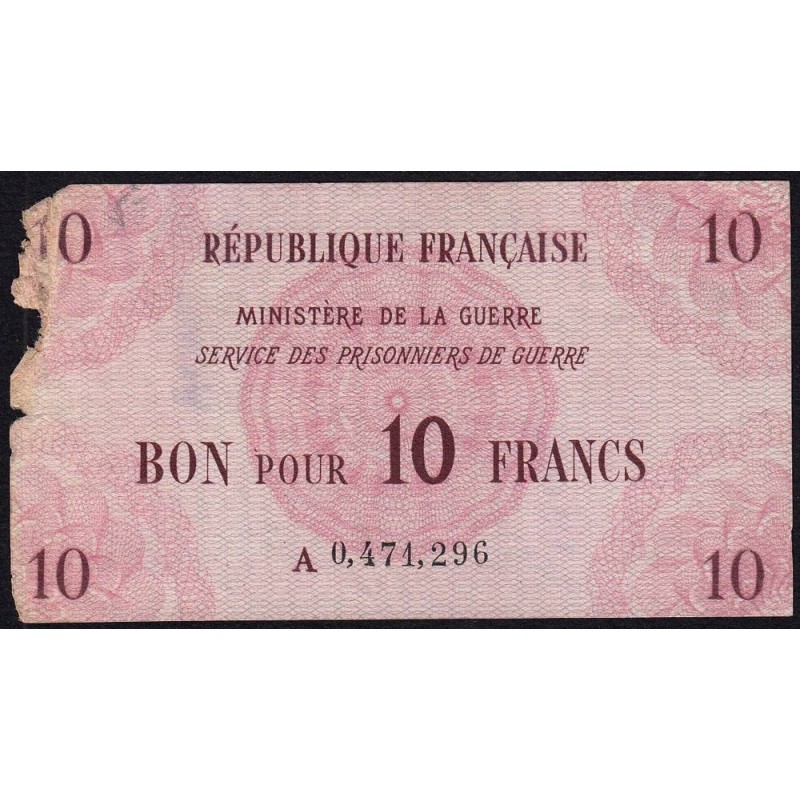 10 10
RÉPUBLIQUE FRANÇAISE
MINISTÈRE DE LA GUERRE
SERVICE DES PRISONNIERS DE GUERRE
BON POUR 10 FRANCS
A 0,471,296
10 10